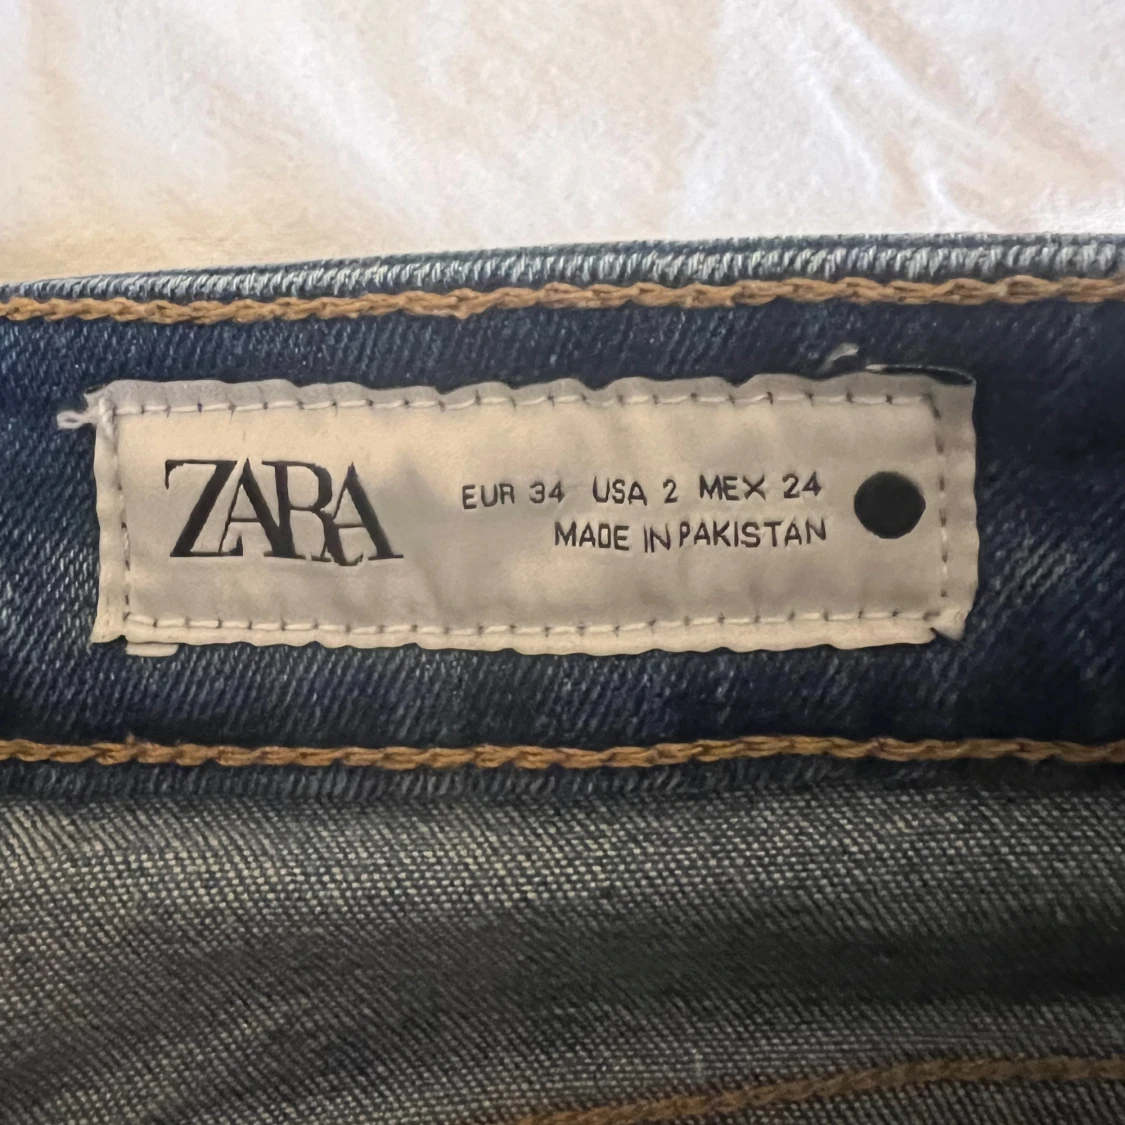 ZARA
EUR 34 USA 2 MEX 24
MADE IN PAKISTAN